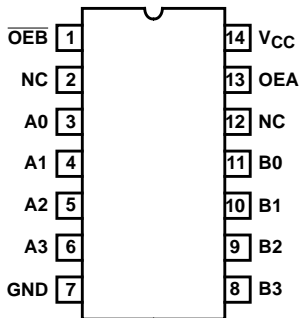 O̅E̅B̅ 1 14 VCC
NC 2 13 OEA
A0 3 12 NC
A1 4 11 B0
A2 5 10 B1
A3 6 9 B2
GND 7 8 B3